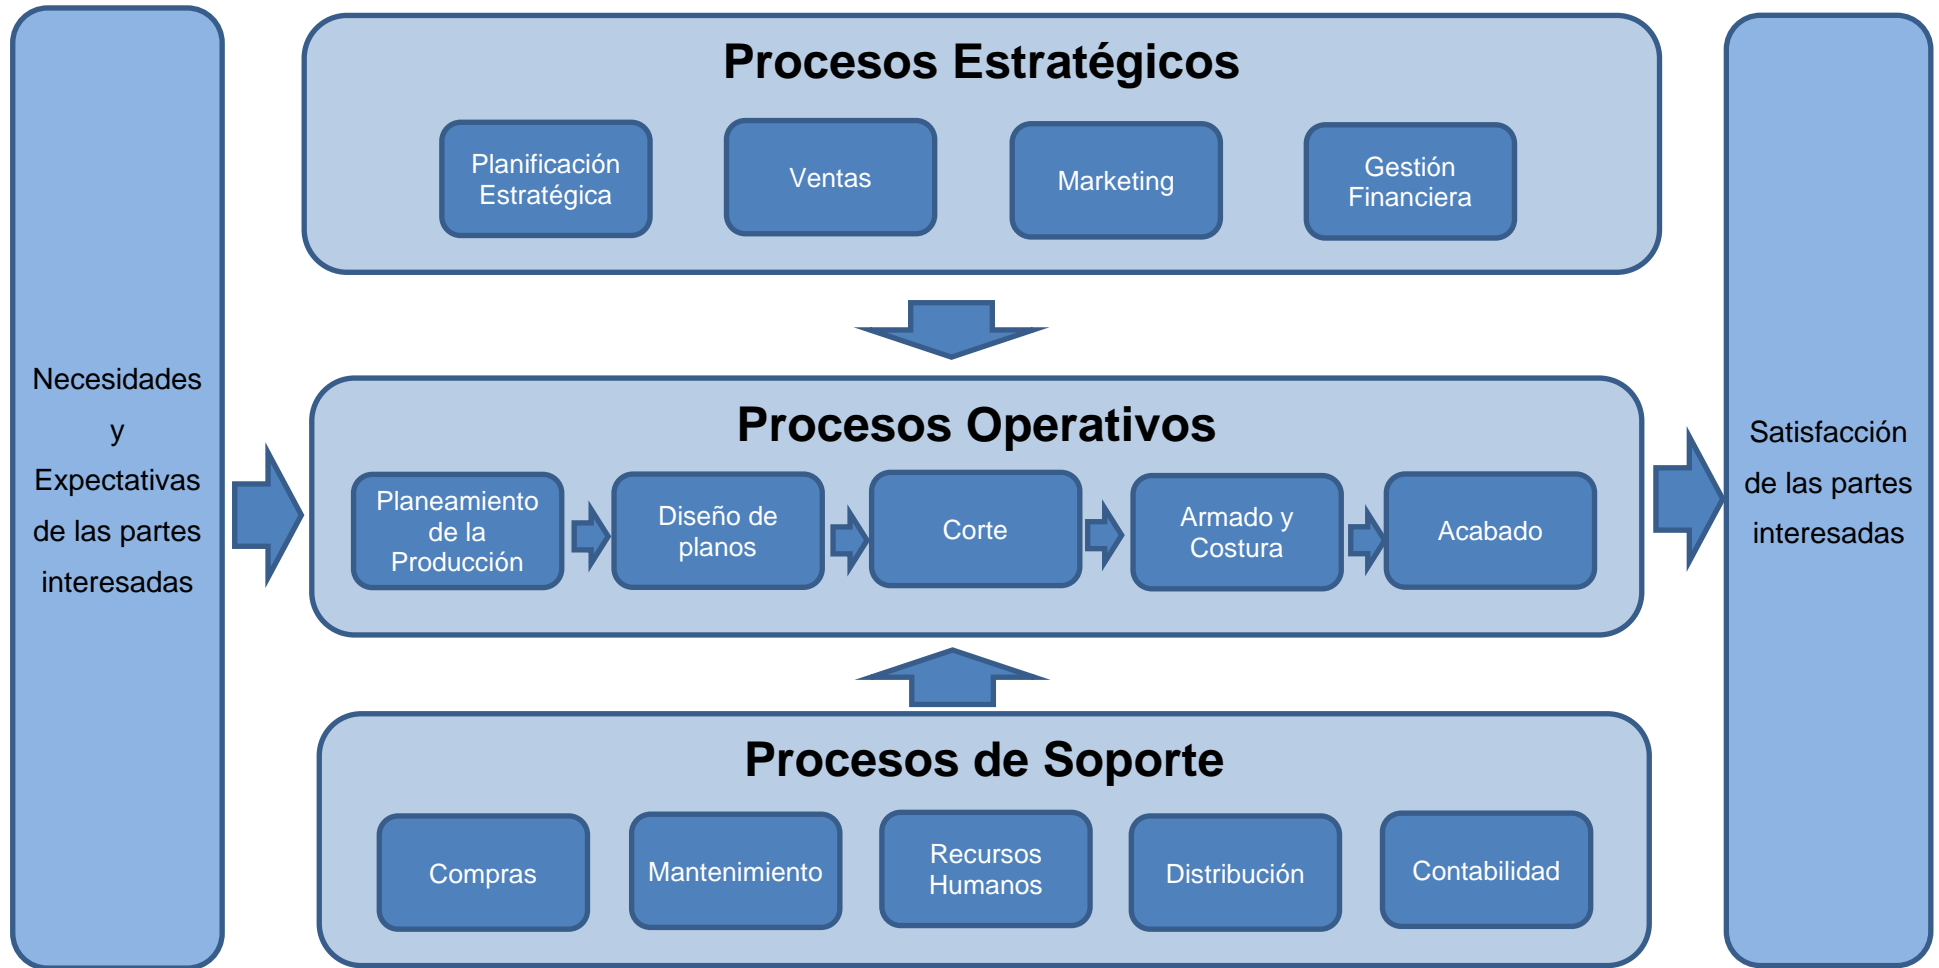 Procesos Estratégicos
Planificación
Estratégica
Ventas
Marketing
Gestión
Financiera
Necesidades
y
Expectativas
de las partes
interesadas
Procesos Operativos
Planeamiento
de la
Producción
Diseño de
planos
Corte
Armado y
Costura
Acabado
Satisfacción
de las partes
interesadas
Procesos de Soporte
Compras
Mantenimiento
Recursos
Humanos
Distribución
Contabilidad